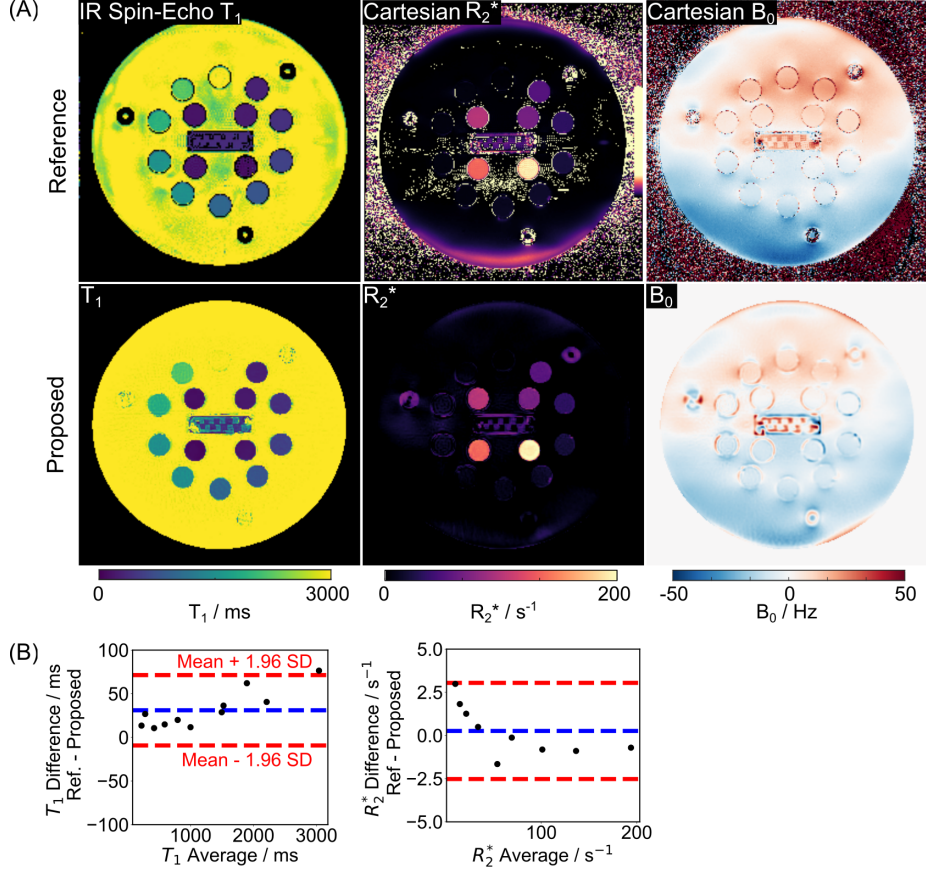 (A)
IR Spin-Echo T₁
Cartesian R₂*
Cartesian B₀
Reference
T₁
R₂*
B₀
Proposed
0
3000
T₁ / ms
0
200
R₂* / s⁻¹
-50
0
50
B₀ / Hz
(B)
T₁ Difference / ms
Ref. - Proposed
100
50
0
−50
−100
Mean + 1.96 SD
Mean - 1.96 SD
1000
2000
3000
T₁ Average / ms
R₂* Difference / s⁻¹
Ref - Proposed
5.0
2.5
0.0
−2.5
−5.0
0
100
200
R₂* Average / s⁻¹